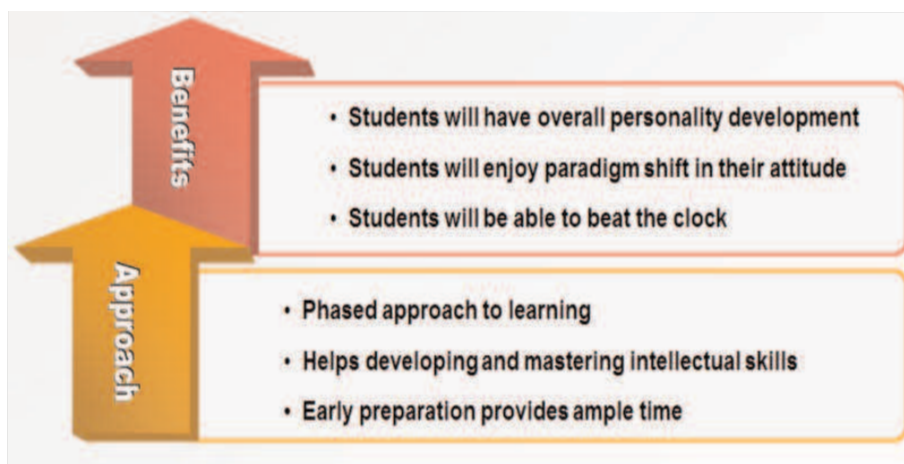 Benefits
• Students will have overall personality development
• Students will enjoy paradigm shift in their attitude
• Students will be able to beat the clock
Approach
• Phased approach to learning
• Helps developing and mastering intellectual skills
• Early preparation provides ample time